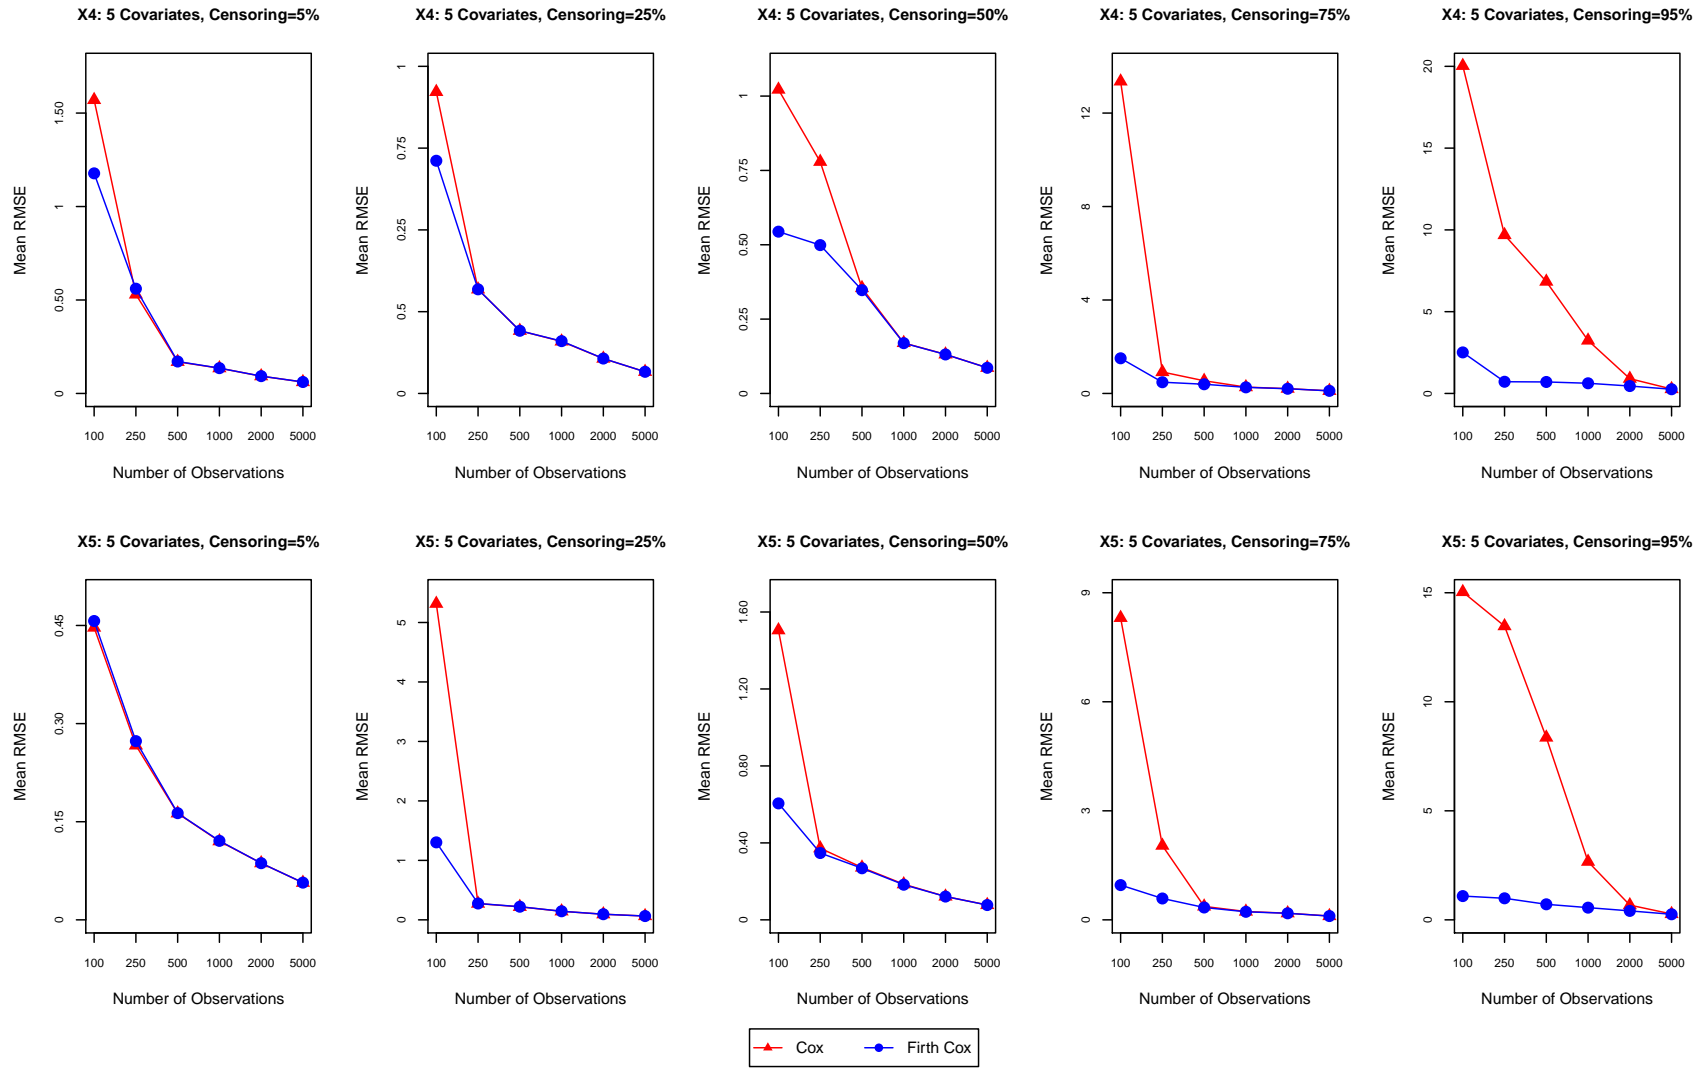 X4: 5 Covariates, Censoring=5%
X4: 5 Covariates, Censoring=25%
X4: 5 Covariates, Censoring=50%
X4: 5 Covariates, Censoring=75%
X4: 5 Covariates, Censoring=95%
Mean RMSE
1.50
1
0.50
0
100 250 500 1000 2000 5000
Number of Observations
Mean RMSE
1
0.75
0.25
0.5
0
100 250 500 1000 2000 5000
Number of Observations
Mean RMSE
1
0.75
0.50
0.25
0
100 250 500 1000 2000 5000
Number of Observations
Mean RMSE
12
8
4
0
100 250 500 1000 2000 5000
Number of Observations
Mean RMSE
20
15
10
5
0
100 250 500 1000 2000 5000
Number of Observations
X5: 5 Covariates, Censoring=5%
X5: 5 Covariates, Censoring=25%
X5: 5 Covariates, Censoring=50%
X5: 5 Covariates, Censoring=75%
X5: 5 Covariates, Censoring=95%
Mean RMSE
0.45
0.30
0.15
0
100 250 500 1000 2000 5000
Number of Observations
Mean RMSE
5
4
3
2
1
0
100 250 500 1000 2000 5000
Number of Observations
Mean RMSE
1.60
1.20
0.80
0.40
0
100 250 500 1000 2000 5000
Number of Observations
Mean RMSE
9
6
3
0
100 250 500 1000 2000 5000
Number of Observations
Mean RMSE
15
10
5
0
100 250 500 1000 2000 5000
Number of Observations
Cox Firth Cox